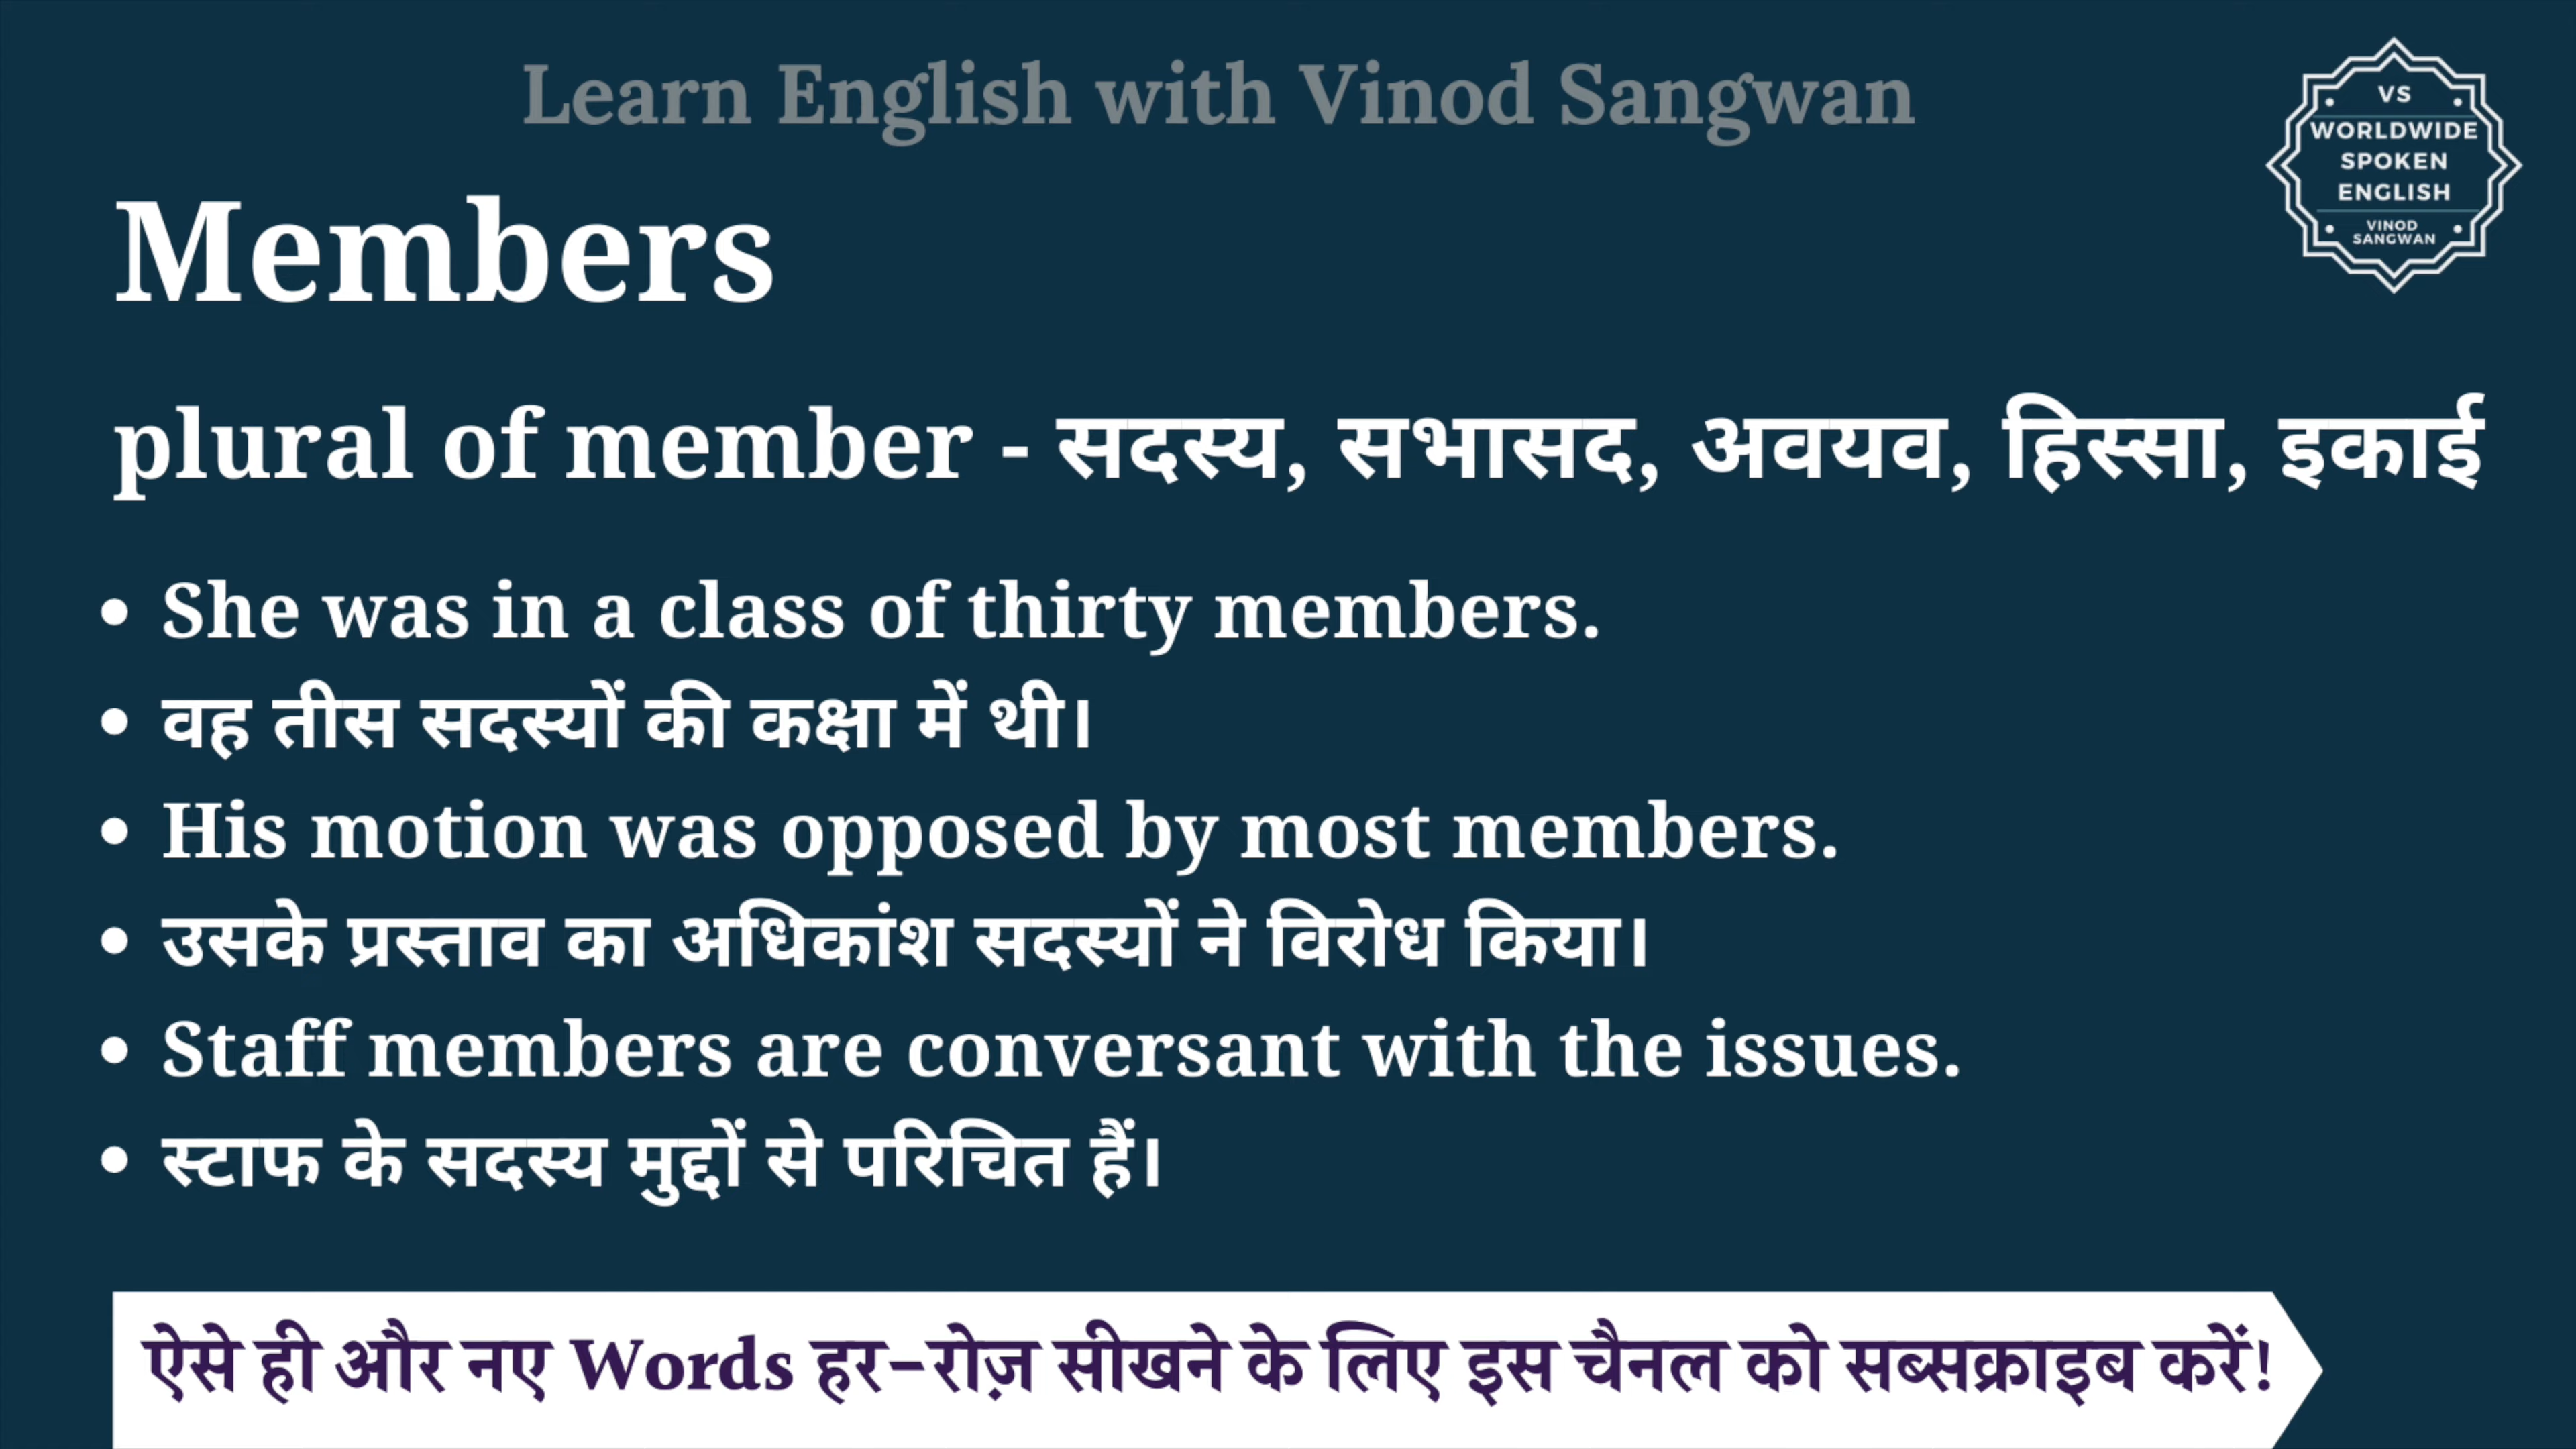 Learn English with Vinod Sangwan
VS
WORLDWIDE
SPOKEN
ENGLISH
VINOD
SANGWAN
Members
plural of member - सदस्य, सभासद, अवयव, हिस्सा, इकाई
• She was in a class of thirty members.
• वह तीस सदस्यों की कक्षा में थी।
• His motion was opposed by most members.
• उसके प्रस्ताव का अधिकांश सदस्यों ने विरोध किया।
• Staff members are conversant with the issues.
• स्टाफ के सदस्य मुद्दों से परिचित हैं।
ऐसे ही और नए Words हर-रोज़ सीखने के लिए इस चैनल को सब्सक्राइब करें!